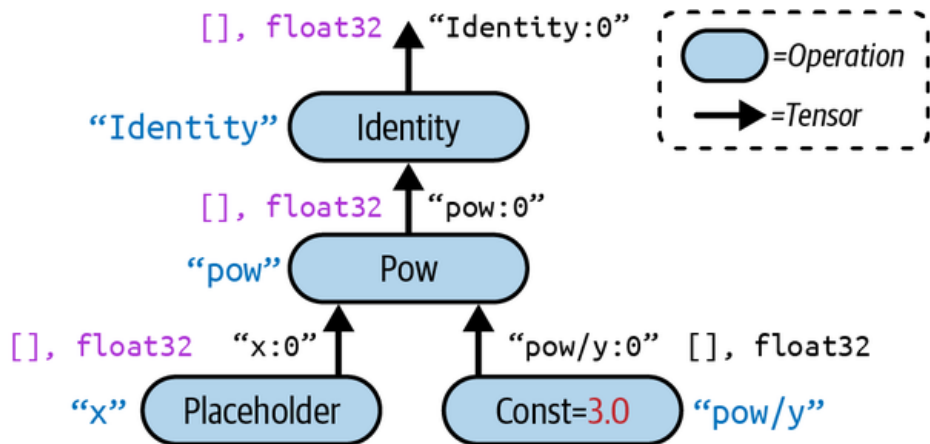 [], float32 “Identity:0”
=Operation
“Identity” Identity
=Tensor
[], float32 “pow:0”
“pow” Pow
[], float32 “x:0” “pow/y:0” [], float32
“x” Placeholder Const=3.0 “pow/y”